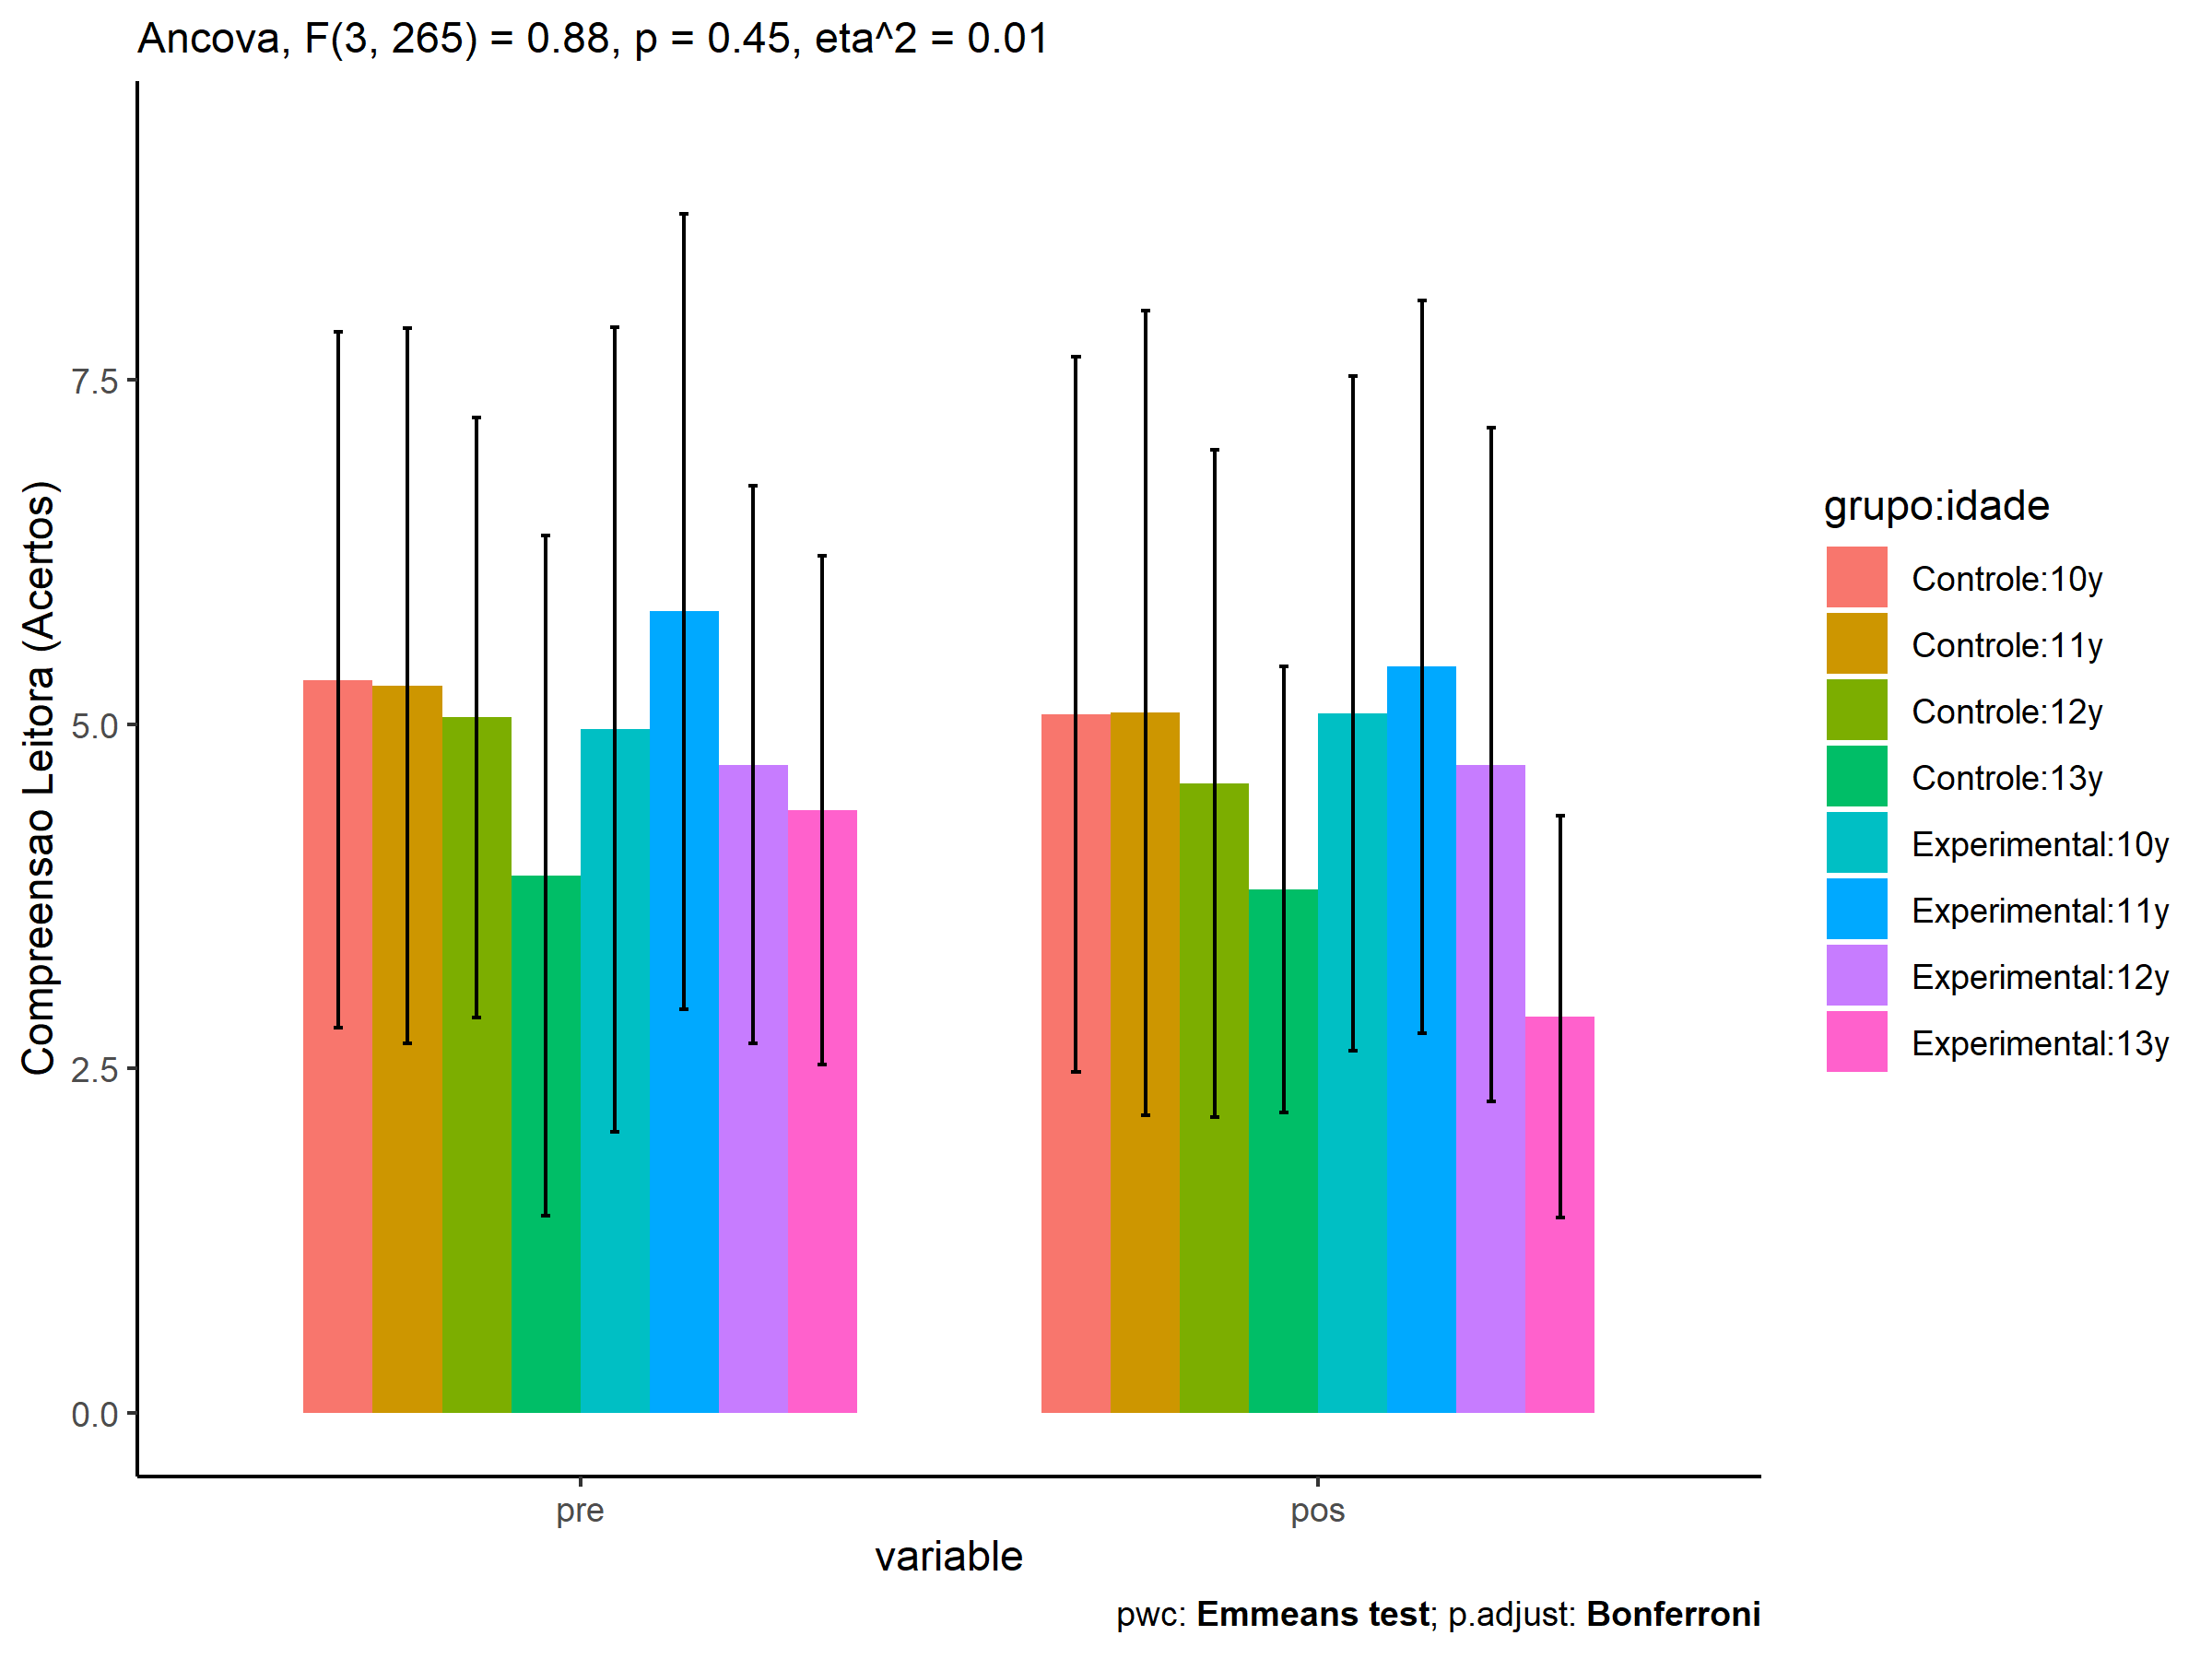 Ancova, F(3, 265) = 0.88, p = 0.45, eta^2 = 0.01
Compreensao Leitora (Acertos)
7.5
5.0
2.5
0.0
pre
pos
variable
grupo:idade
Controle:10y
Controle:11y
Controle:12y
Controle:13y
Experimental:10y
Experimental:11y
Experimental:12y
Experimental:13y
pwc: Emmeans test; p.adjust: Bonferroni